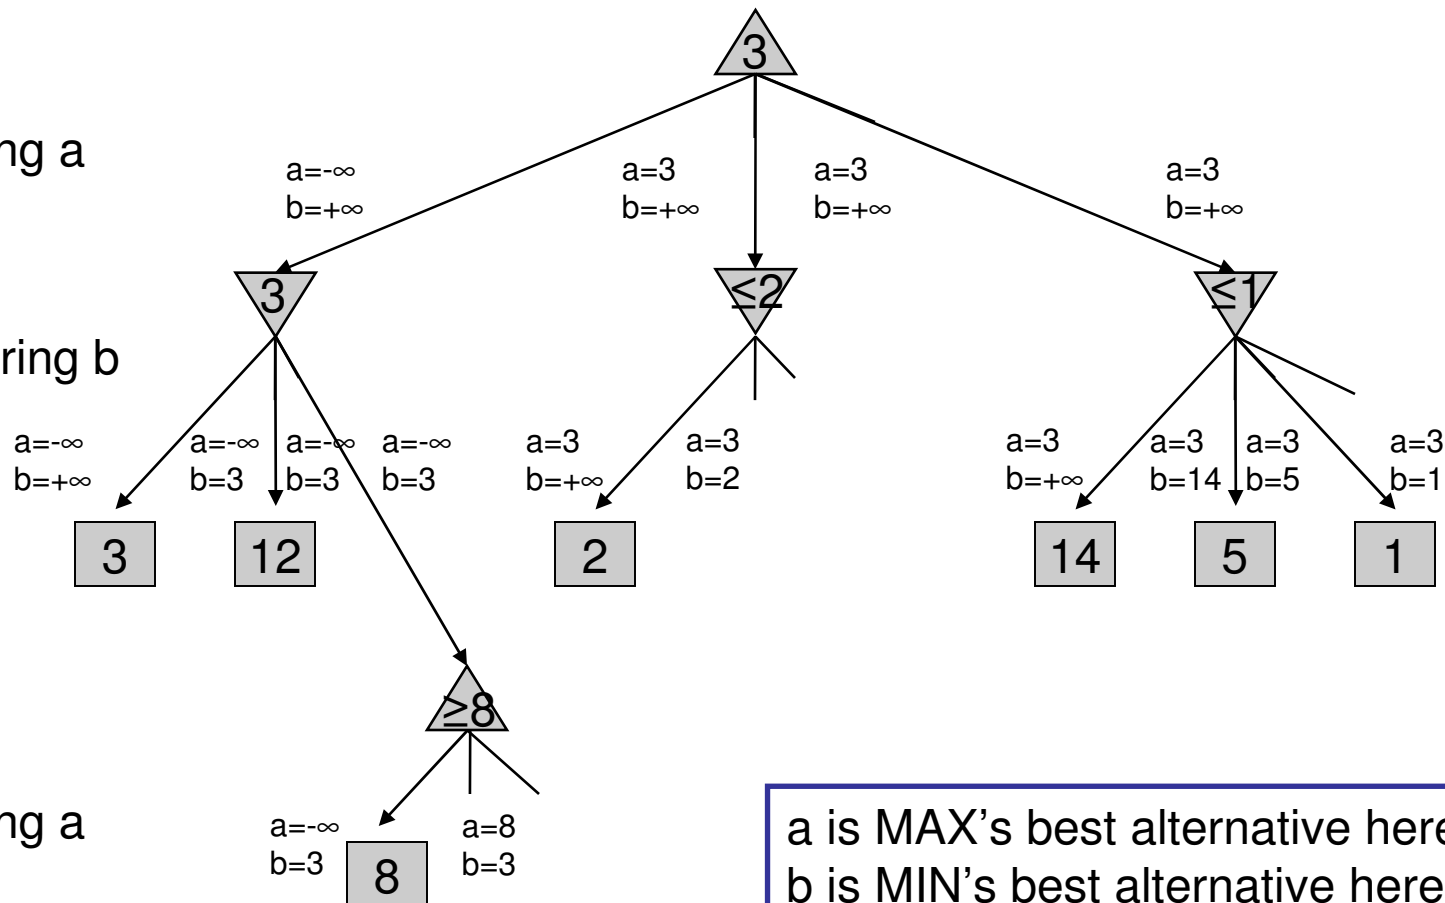 3
ng a
a=-∞
b=+∞
a=3
b=+∞
a=3
b=+∞
a=3
b=+∞
3
≤2
≤1
ring b
a=-∞
b=+∞
a=-∞
b=3
a=-∞
b=3
a=-∞
b=3
a=3
b=+∞
a=3
b=2
a=3
b=+∞
a=3
b=14
a=3
b=5
a=3
b=1
3
12
2
14
5
1
≥8
ng a
a=-∞
b=3
8
a=8
b=3
a is MAX's best alternative here
b is MIN's best alternative here